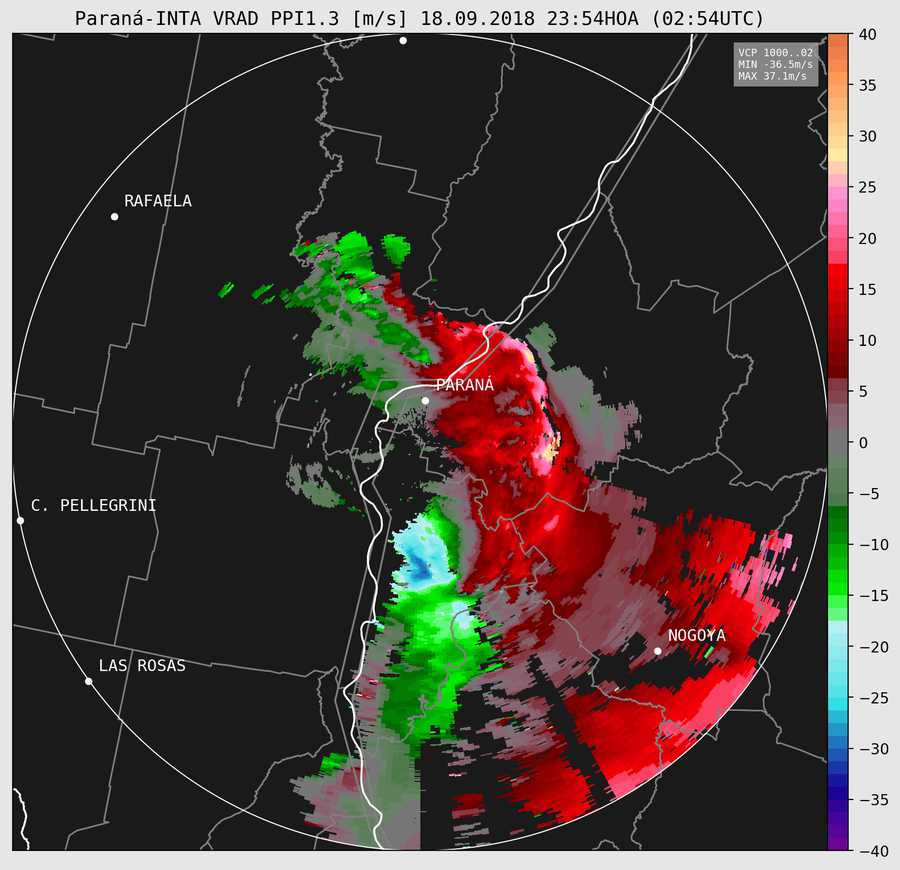 Paraná-INTA VRAD PPI1.3 [m/s] 18.09.2018 23:54HOA (02:54UTC)
VCP 1000..02
MIN -36.5m/s
MAX 37.1m/s
40
35
30
25
20
15
10
5
0
−5
−10
−15
−20
−25
−30
−35
−40
RAFAELA
PARANÁ
C. PELLEGRINI
NOGOYA
LAS ROSAS